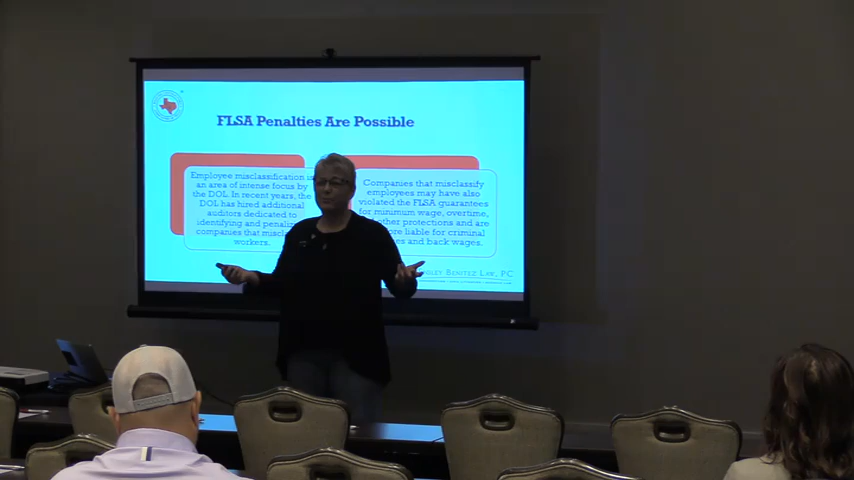 FLSA Penalties Are Possible
Employee misclassification is
an area of intense focus by
the DOL. In recent years, the
DOL has hired additional
auditors dedicated to
identifying and
companies that
workers.
Companies that misclassify
employees may have also
violated the FLSA guarantees
for minimum wage, overtime,
other protections and are
liable for criminal
and back wages.
Benitez Law, PC